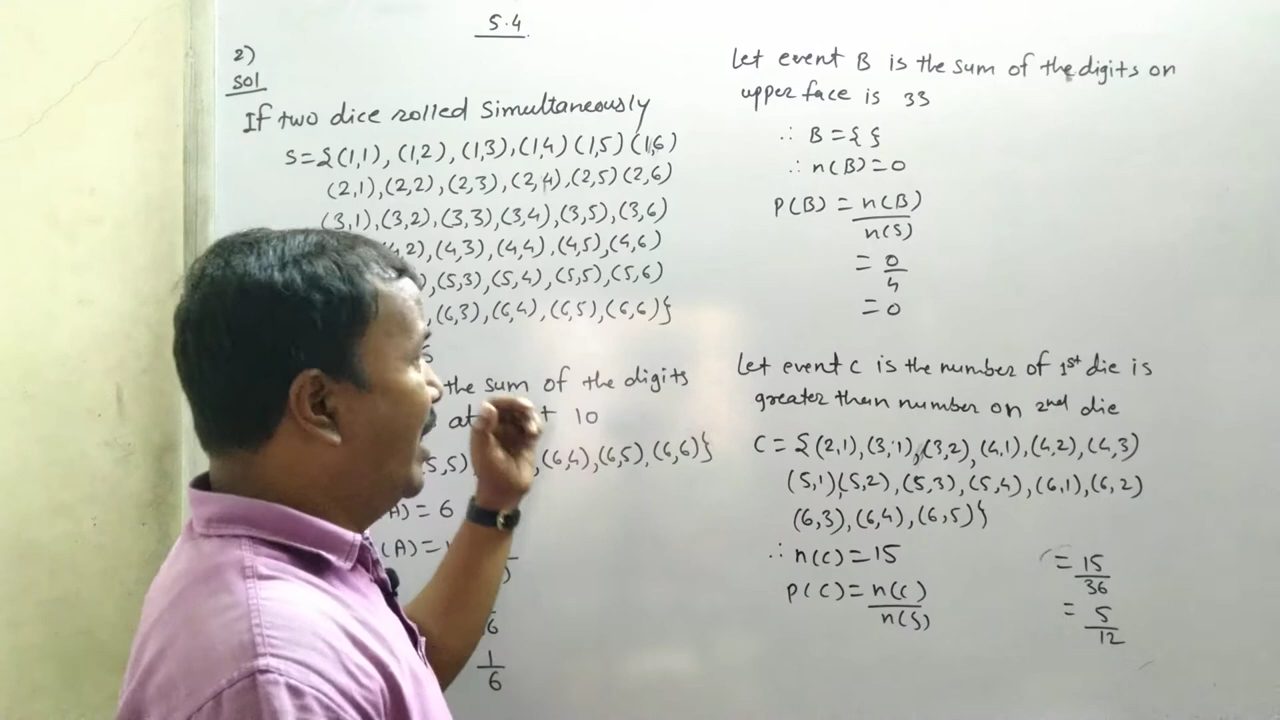 5.4
2)
Sol
If two dice rolled simultaneously
S={(1,1), (1,2), (1,3), (1,4) (1,5) (1,6)
(2,1), (2,2), (2,3), (2,4), (2,5) (2,6)
(3,1), (3,2), (3,3), (3,4), (3,5), (3,6)
,2), (4,3), (4,4), (4,5), (4,6)
), (5,3), (5,4), (5,5), (5,6)
, (6,3), (6,4), (6,5), (6,6)}
6
the sum of the digits
at 10
5,5), , (6,4), (6,5), (6,6)}
A) = 6
(A) =
6
1
6
Let event B is the sum of the digits on
upper face is 33
∴ B = { }
∴ n(B) = 0
P(B) = n(B)
n(S)
= 0
4
= 0
Let event C is the number of 1st die is
greater than number on 2nd die
C = {(2,1), (3,1), (3,2), (4,1), (4,2), (4,3)
(5,1) (5,2), (5,3), (5,4), (6,1), (6,2)
(6,3), (6,4), (6,5)}
∴ n(C) = 15
P(C) = n(C)
n(S)
= 15
36
= 5
12